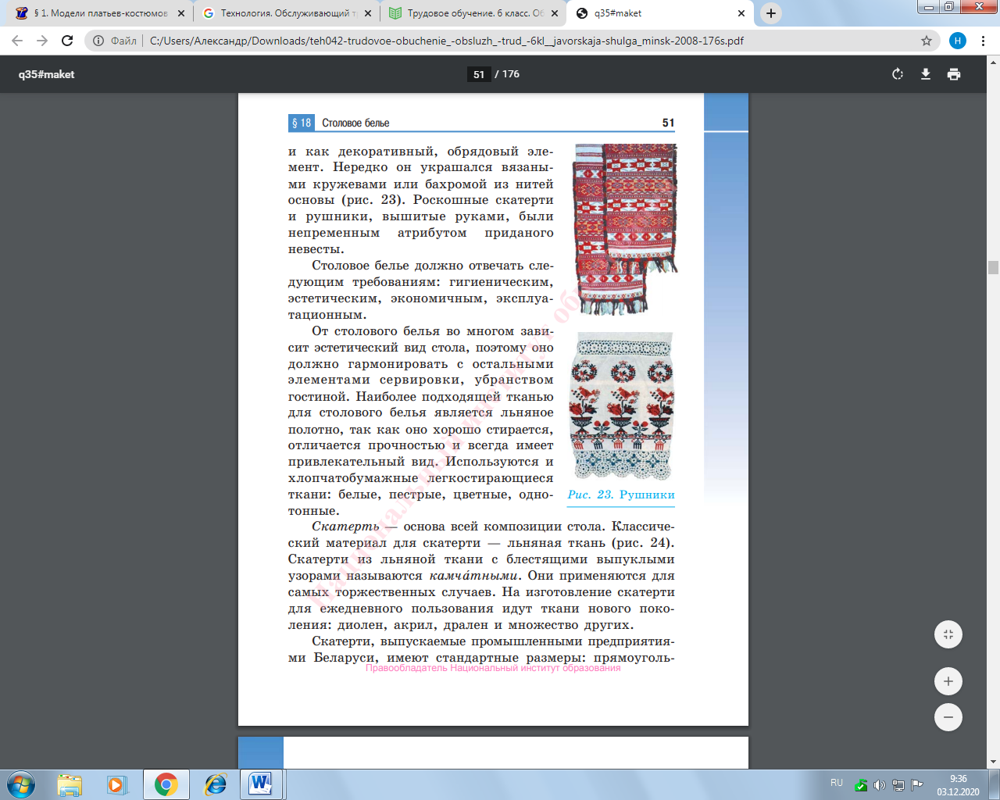 § 1. Модели платьев-костюмов
Технология. Обслуживающий т
Трудовое обучение. 6 класс. Об
q35#maket
Файл
C:/Users/Александр/Downloads/teh042-trudovoe-obuchenie_-obsluzh_-trud_-6kl__javorskaja-shulga_minsk-2008-176s.pdf
Н
q35#maket
51 / 176
§ 18 Столовое белье 51
и как декоративный, обрядовый эле-
мент. Нередко он украшался вязаны-
ми кружевами или бахромой из нитей
основы (рис. 23). Роскошные скатерти
и рушники, вышитые руками, были
непременным атрибутом приданого
невесты.
Столовое белье должно отвечать сле-
дующим требованиям: гигиеническим,
эстетическим, экономичным, эксплуа-
тационным.
От столового белья во многом зави-
сит эстетический вид стола, поэтому оно
должно гармонировать с остальными
элементами сервировки, убранством
гостиной. Наиболее подходящей тканью
для столового белья является льняное
полотно, так как оно хорошо стирается,
отличается прочностью и всегда имеет
привлекательный вид. Используются и
хлопчатобумажные легкостирающиеся
ткани: белые, пестрые, цветные, одно-
тонные.
Рис. 23. Рушники
Скатерть — основа всей композиции стола. Классиче-
ский материал для скатерти — льняная ткань (рис. 24).
Скатерти из льняной ткани с блестящими выпуклыми
узорами называются камча́тными. Они применяются для
самых торжественных случаев. На изготовление скатерти
для ежедневного пользования идут ткани нового поко-
ления: диолен, акрил, дрален и множество других.
Скатерти, выпускаемые промышленными предприятия-
ми Беларуси, имеют стандартные размеры: прямоуголь-
Правообладатель Национальный институт образования
Национальный институт об
RU
9:36
03.12.2020